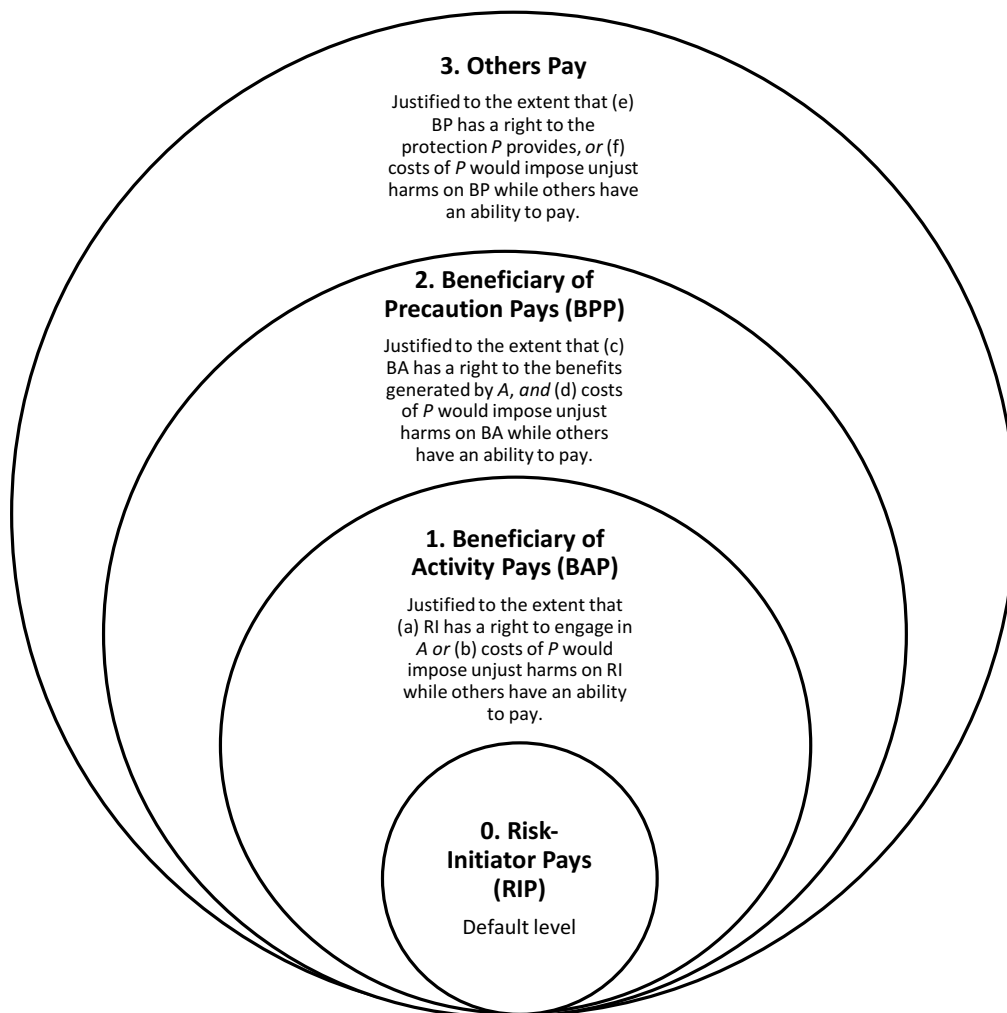 3. Others Pay
Justified to the extent that (e)
BP has a right to the
protection P provides, or (f)
costs of P would impose unjust
harms on BP while others have
an ability to pay.
2. Beneficiary of
Precaution Pays (BPP)
Justified to the extent that (c)
BA has a right to the benefits
generated by A, and (d) costs
of P would impose unjust
harms on BA while others
have an ability to pay.
1. Beneficiary of
Activity Pays (BAP)
Justified to the extent that
(a) RI has a right to engage in
A or (b) costs of P would
impose unjust harms on RI
while others have an ability
to pay.
0. Risk-
Initiator Pays
(RIP)
Default level